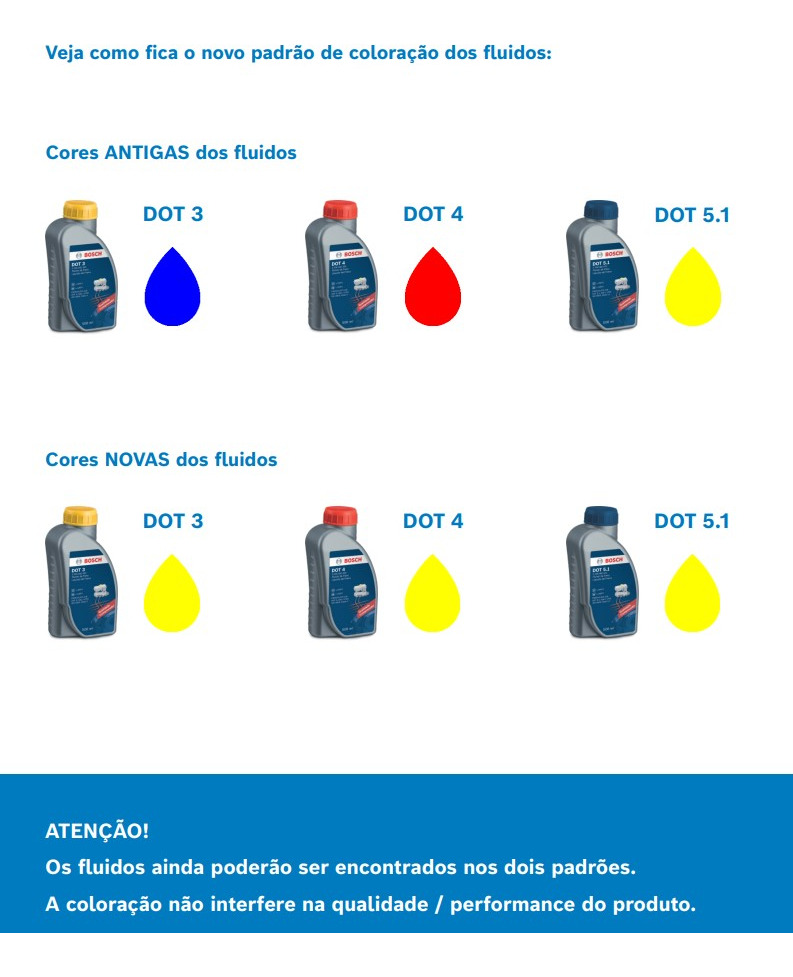 Veja como fica o novo padrão de coloração dos fluidos:
Cores ANTIGAS dos fluidos
DOT 3
DOT 4
DOT 5.1
BOSCH
DOT 3
BOSCH
DOT 4
BOSCH
DOT 5.1
Cores NOVAS dos fluidos
DOT 3
DOT 4
DOT 5.1
BOSCH
DOT 3
BOSCH
DOT 4
BOSCH
DOT 5.1
ATENÇÃO!
Os fluidos ainda poderão ser encontrados nos dois padrões.
A coloração não interfere na qualidade / performance do produto.